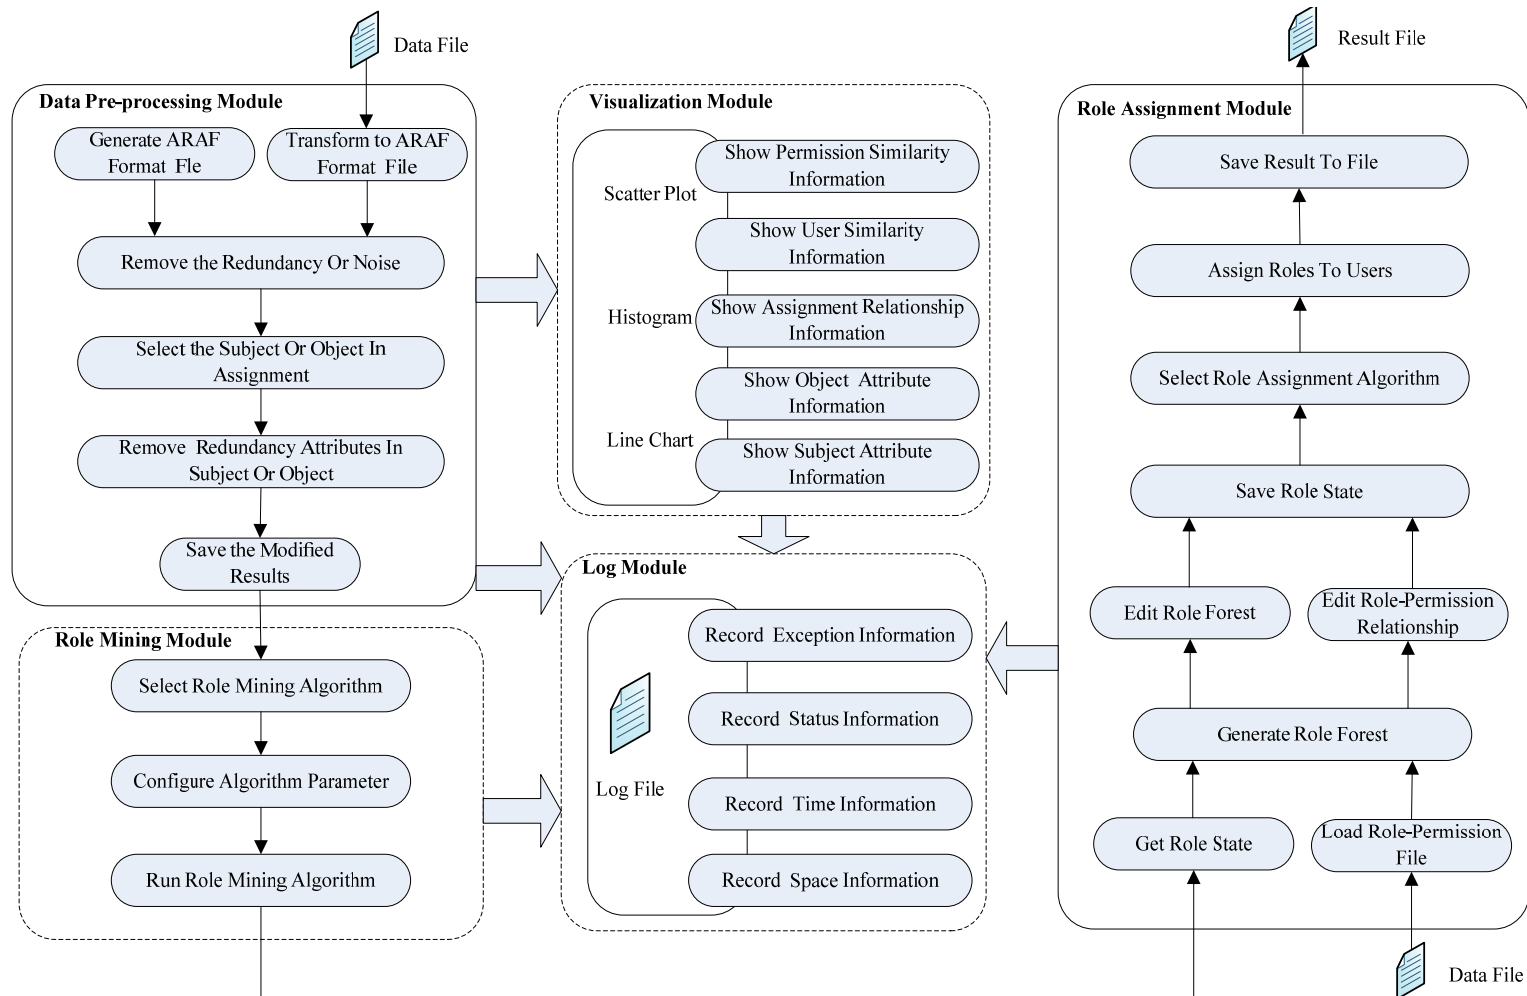 Data File
Data Pre-processing Module
Generate ARAF
Format Fle
Transform to ARAF
Format File
Remove the Redundancy Or Noise
Select the Subject Or Object In
Assignment
Remove Redundancy Attributes In
Subject Or Object
Save the Modified
Results
Role Mining Module
Select Role Mining Algorithm
Configure Algorithm Parameter
Run Role Mining Algorithm
Visualization Module
Scatter Plot
Histogram
Line Chart
Show Permission Similarity
Information
Show User Similarity
Information
Show Assignment Relationship
Information
Show Object Attribute
Information
Show Subject Attribute
Information
Log Module
Log File
Record Exception Information
Record Status Information
Record Time Information
Record Space Information
Result File
Role Assignment Module
Save Result To File
Assign Roles To Users
Select Role Assignment Algorithm
Save Role State
Edit Role Forest
Edit Role-Permission
Relationship
Generate Role Forest
Get Role State
Load Role-Permission
File
Data File